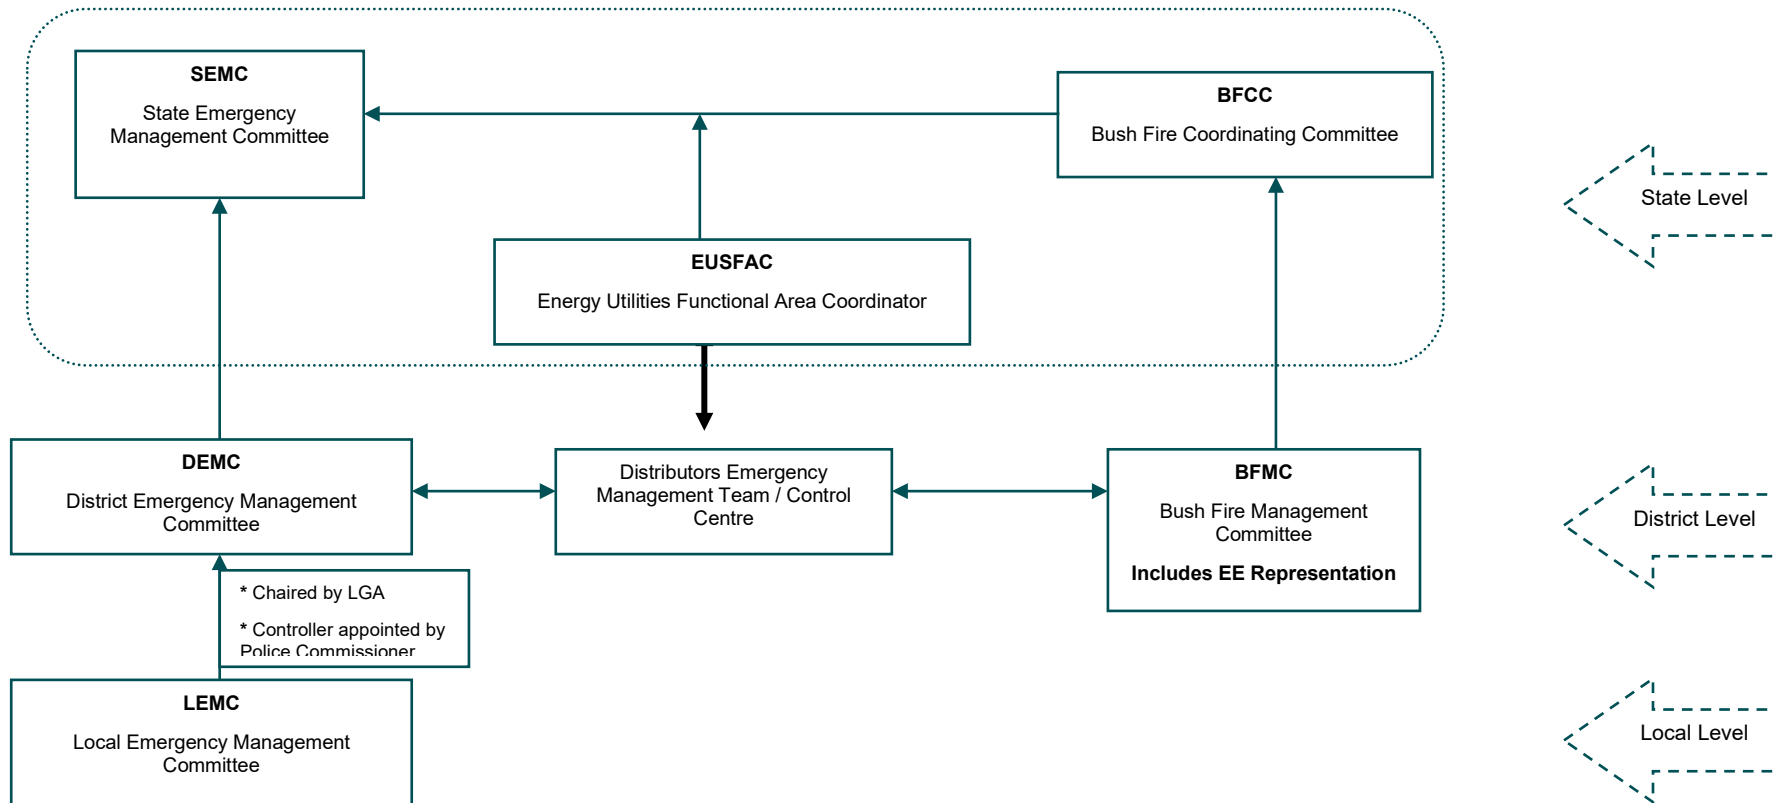 SEMC
State Emergency
Management Committee
BFCC
Bush Fire Coordinating Committee
State Level
EUSFAC
Energy Utilities Functional Area Coordinator
DEMC
District Emergency Management
Committee
Distributors Emergency
Management Team / Control
Centre
BFMC
Bush Fire Management
Committee
Includes EE Representation
District Level
* Chaired by LGA
* Controller appointed by
Police Commissioner
LEMC
Local Emergency Management
Committee
Local Level